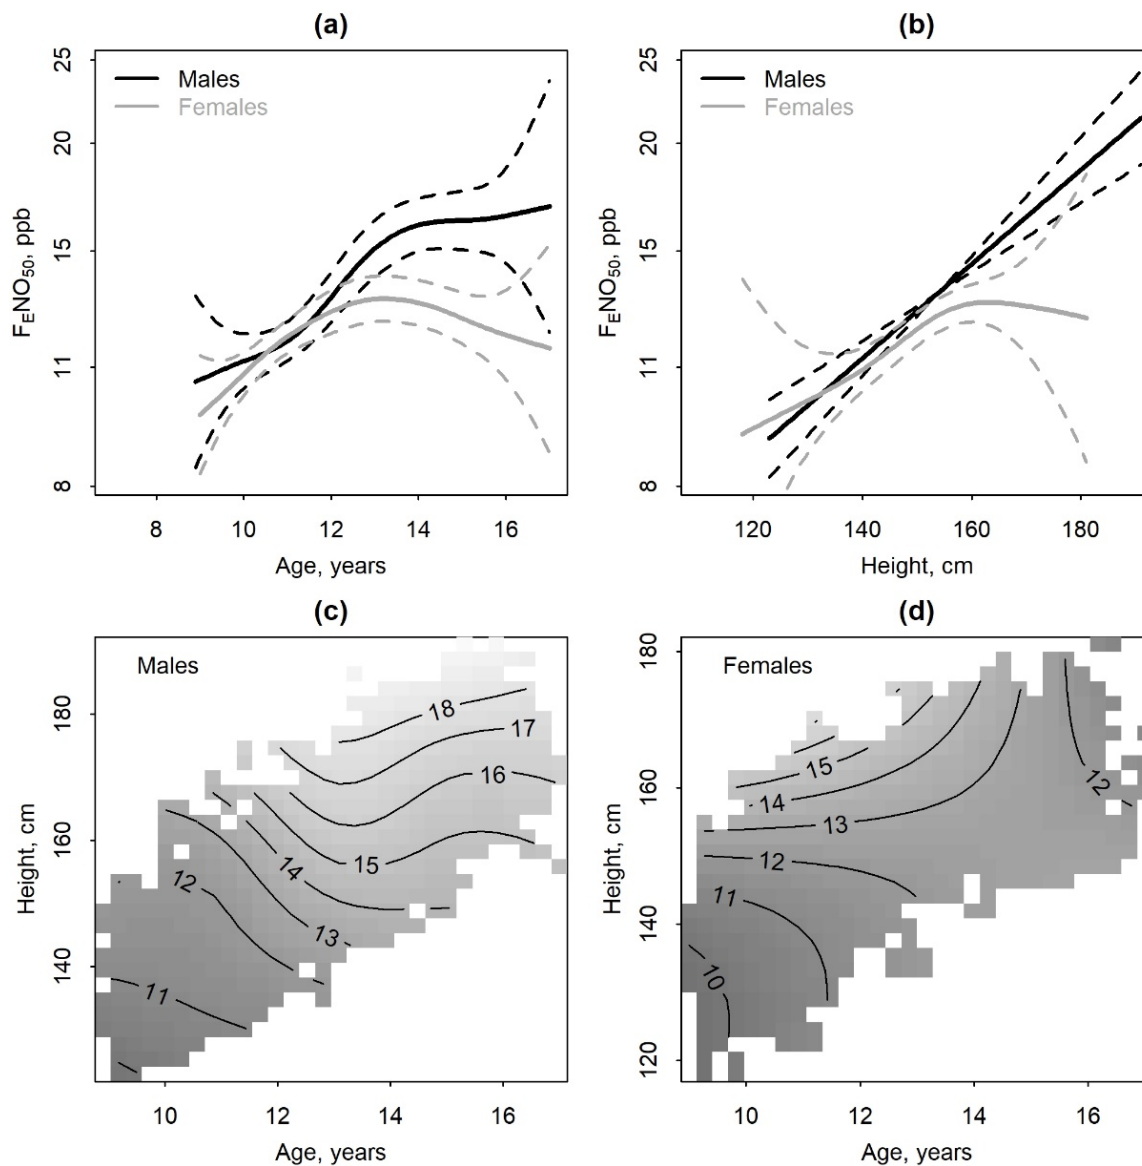 (a)
25
20
15
11
8
FENO50, ppb
Males
Females
8 10 12 14 16
Age, years
(b)
25
20
15
11
8
FENO50, ppb
Males
Females
120 140 160 180
Height, cm
(c)
Males
180
160
140
Height, cm
18
17
16
15
14
13
12
11
10 12 14 16
Age, years
(d)
Females
180
160
140
120
Height, cm
15
14
13
12
11
10
12
10 12 14 16
Age, years